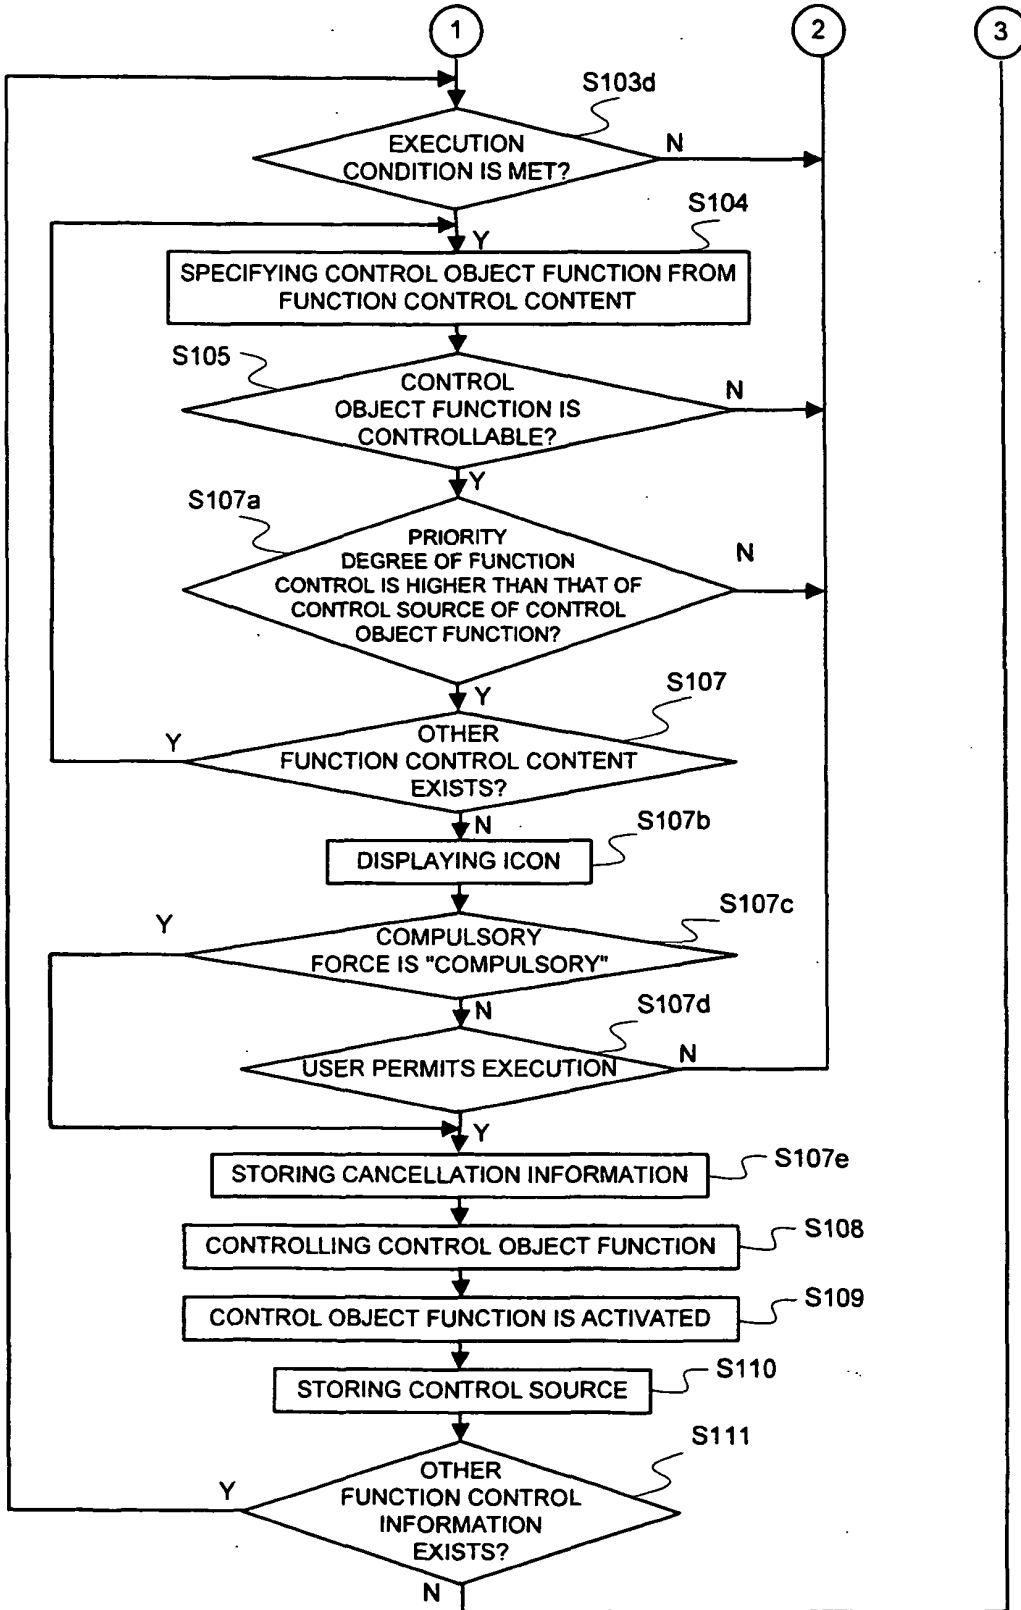 1
2
3
S103d
EXECUTION
CONDITION IS MET?
N
S104
Y
SPECIFYING CONTROL OBJECT FUNCTION FROM
FUNCTION CONTROL CONTENT
S105
CONTROL
OBJECT FUNCTION IS
CONTROLLABLE?
N
Y
S107a
PRIORITY
DEGREE OF FUNCTION
CONTROL IS HIGHER THAN THAT OF
CONTROL SOURCE OF CONTROL
OBJECT FUNCTION?
N
Y
S107
OTHER
FUNCTION CONTROL CONTENT
EXISTS?
Y
N
S107b
DISPLAYING ICON
S107c
Y
COMPULSORY
FORCE IS "COMPULSORY"
N
S107d
USER PERMITS EXECUTION
N
Y
S107e
STORING CANCELLATION INFORMATION
S108
CONTROLLING CONTROL OBJECT FUNCTION
S109
CONTROL OBJECT FUNCTION IS ACTIVATED
S110
STORING CONTROL SOURCE
S111
OTHER
FUNCTION CONTROL
INFORMATION
EXISTS?
Y
N